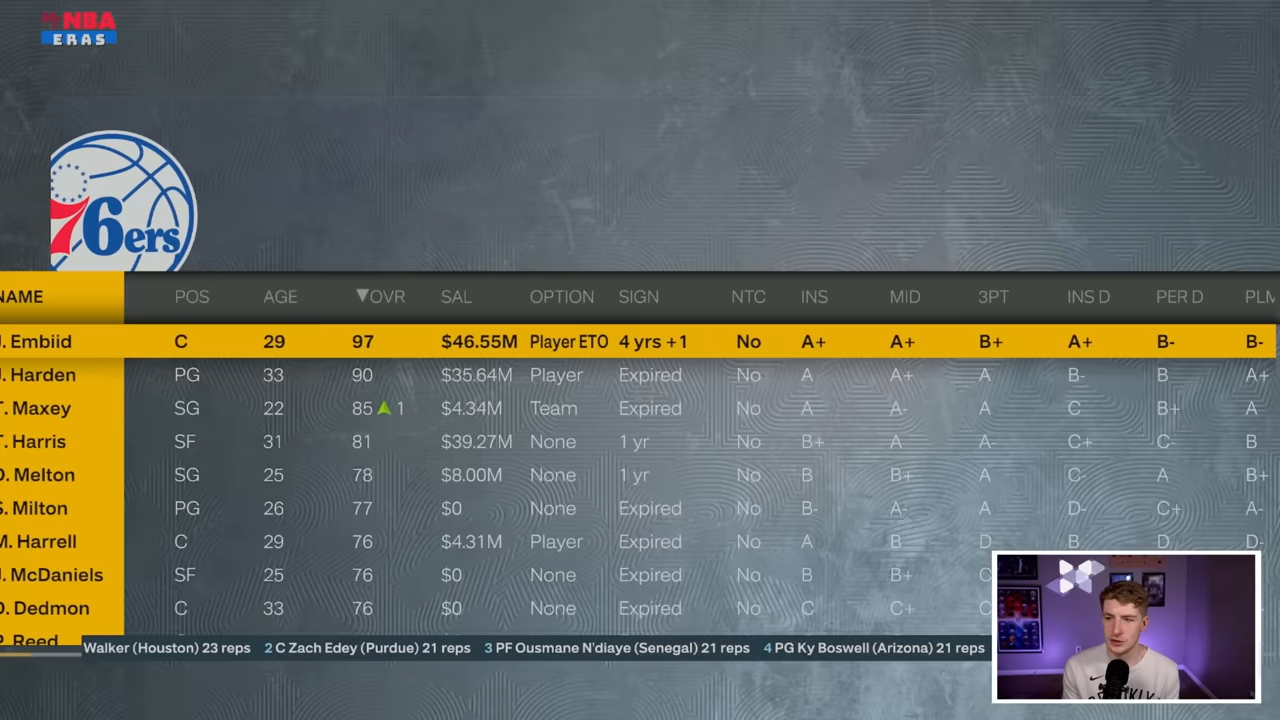 NBA
ERAS
76ers
NAME POS AGE ▼OVR SAL OPTION SIGN NTC INS MID 3PT INS D PER D PLM
J. Embiid C 29 97 $46.55M Player ETO 4 yrs +1 No A+ A+ B+ A+ B- B-
J. Harden PG 33 90 $35.64M Player Expired No A A+ A B- B A+
T. Maxey SG 22 85▲1 $4.34M Team Expired No A A- A C B+ A
T. Harris SF 31 81 $39.27M None 1 yr No B+ A A- C+ C- B
D. Melton SG 25 78 $8.00M None 1 yr No B B+ A C- A B+
S. Milton PG 26 77 $0 None Expired No B- A- A D- C+ A-
M. Harrell C 29 76 $4.31M Player Expired No A B D B D D-
J. McDaniels SF 25 76 $0 None Expired No B B+ C
D. Dedmon C 33 76 $0 None Expired No C C+ C
P. Reed
Walker (Houston) 23 reps 2 C Zach Edey (Purdue) 21 reps 3 PF Ousmane N'diaye (Senegal) 21 reps 4 PG Ky Boswell (Arizona) 21 reps